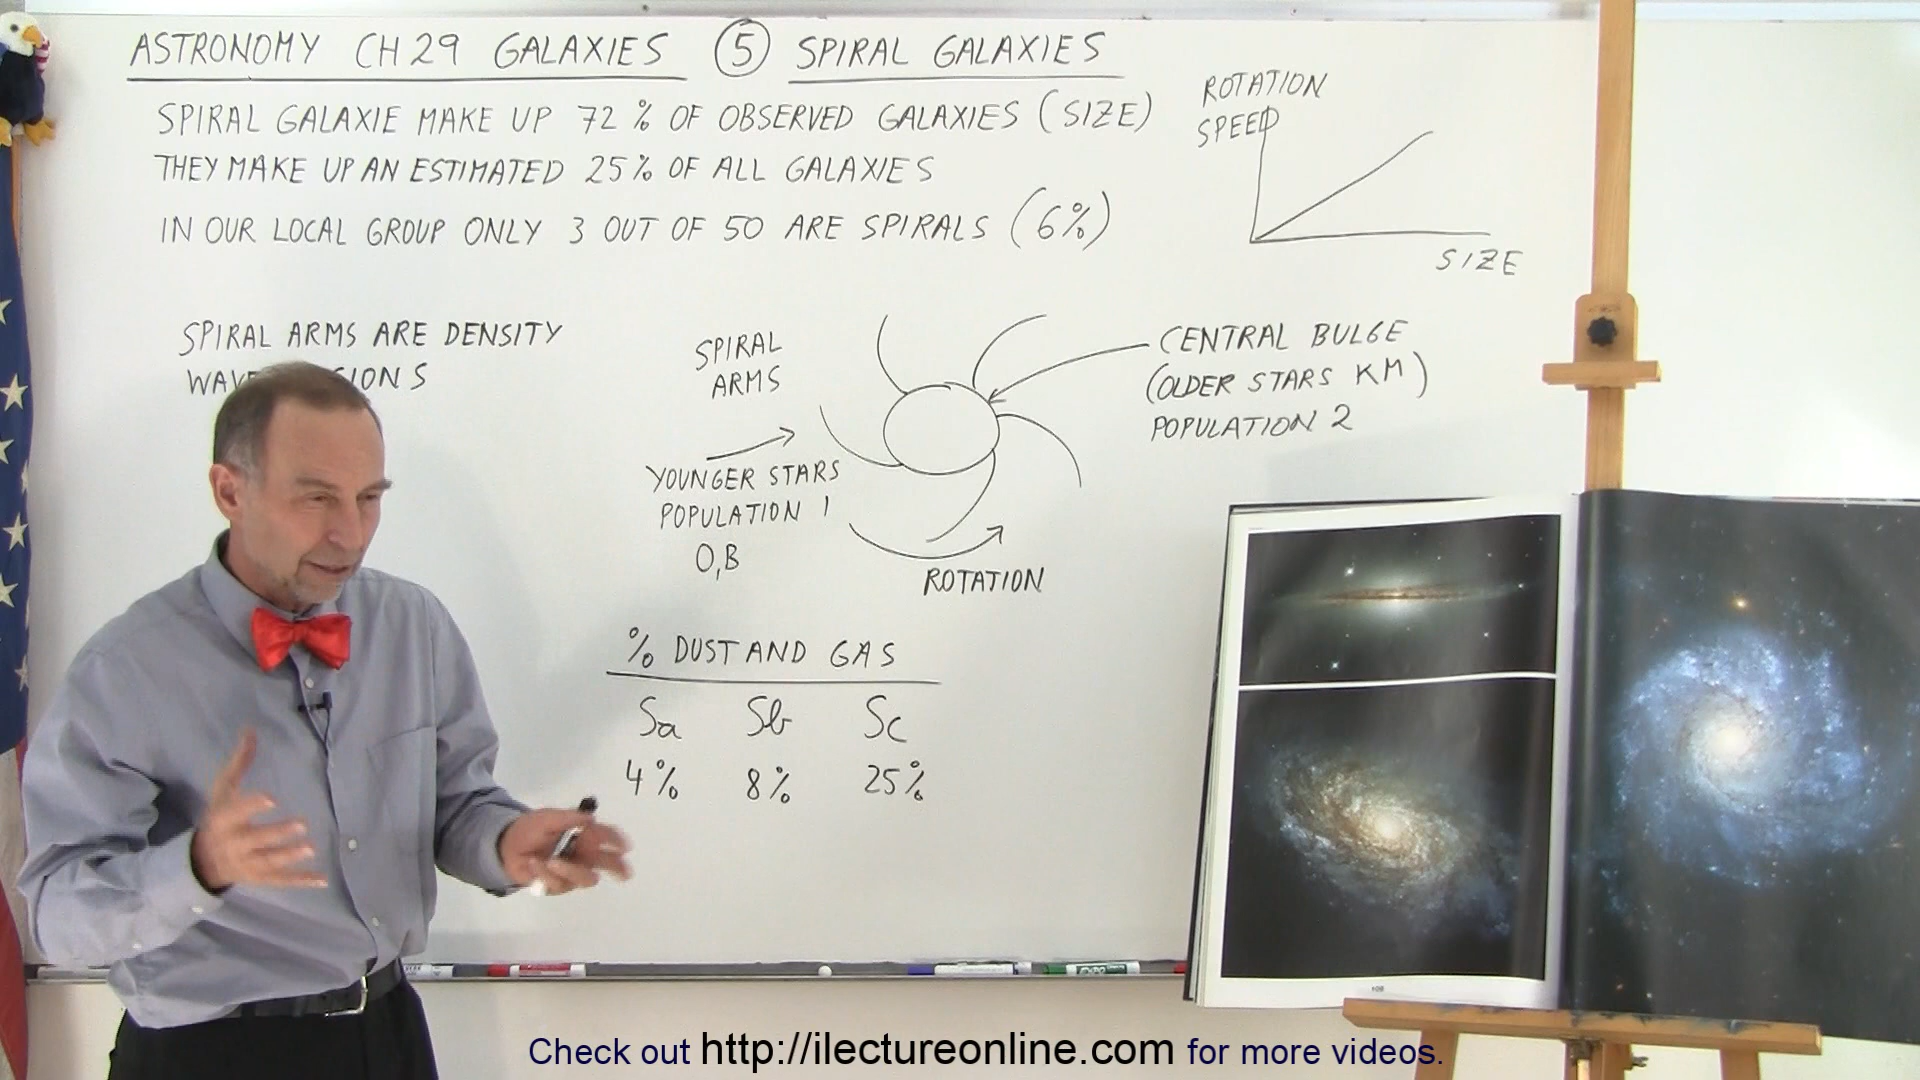 ASTRONOMY CH 29 GALAXIES (5) SPIRAL GALAXIES
SPIRAL GALAXIE MAKE UP 72% OF OBSERVED GALAXIES (SIZE)
THEY MAKE UP AN ESTIMATED 25% OF ALL GALAXIES
IN OUR LOCAL GROUP ONLY 3 OUT OF 50 ARE SPIRALS (6%)
ROTATION
SPEED
SIZE
SPIRAL ARMS ARE DENSITY
WAVE
SPIRAL
ARMS
YOUNGER STARS
POPULATION 1
O,B
ROTATION
CENTRAL BULGE
(OLDER STARS KM)
POPULATION 2
% DUST AND GAS
Sa Sb Sc
4% 8% 25%
Check out http://ilectureonline.com for more videos.